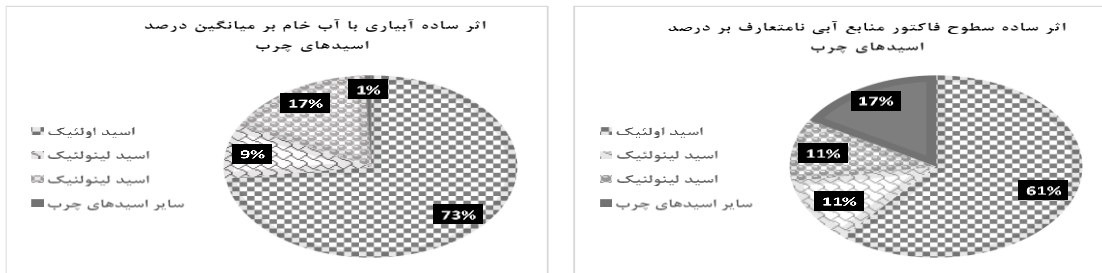 اثر ساده سطوح فاکتور منابع آبی نامتعارف بر درصد
اسیدهای چرب
اسید اولئیک
اسید لینولئیک
اسید لینولنیک
سایر اسیدهای چرب
17%
11%
11%
61%
اثر ساده آبیاری با آب خام بر میانگین درصد
اسیدهای چرب
اسید اولئیک
اسید لینولئیک
اسید لینولنیک
سایر اسیدهای چرب
1%
17%
9%
73%